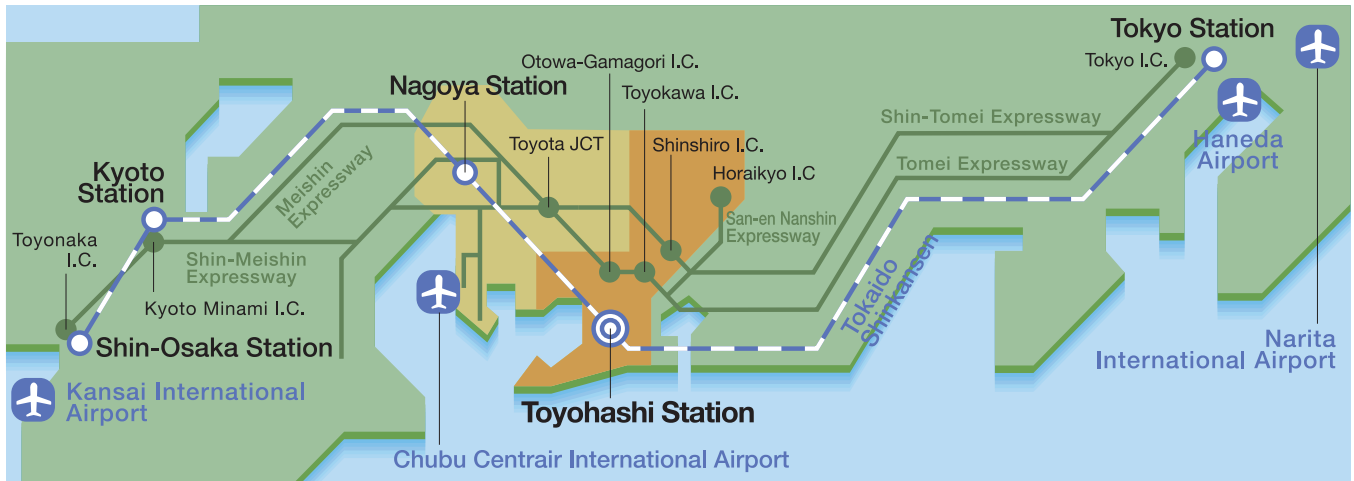 Tokyo Station
Tokyo I.C.
Otowa-Gamagori I.C.
Nagoya Station
Toyokawa I.C.
Shin-Tomei Expressway
Haneda
Airport
Toyota JCT
Shinshiro I.C.
Tomei Expressway
Horaikyo I.C
Kyoto
Station
Meishin
Expressway
San-en Nanshin
Expressway
Toyonaka
I.C.
Shin-Meishin
Expressway
Kyoto Minami I.C.
Tokaido
Shinkansen
Shin-Osaka Station
Narita
International Airport
Kansai International
Airport
Toyohashi Station
Chubu Centrair International Airport